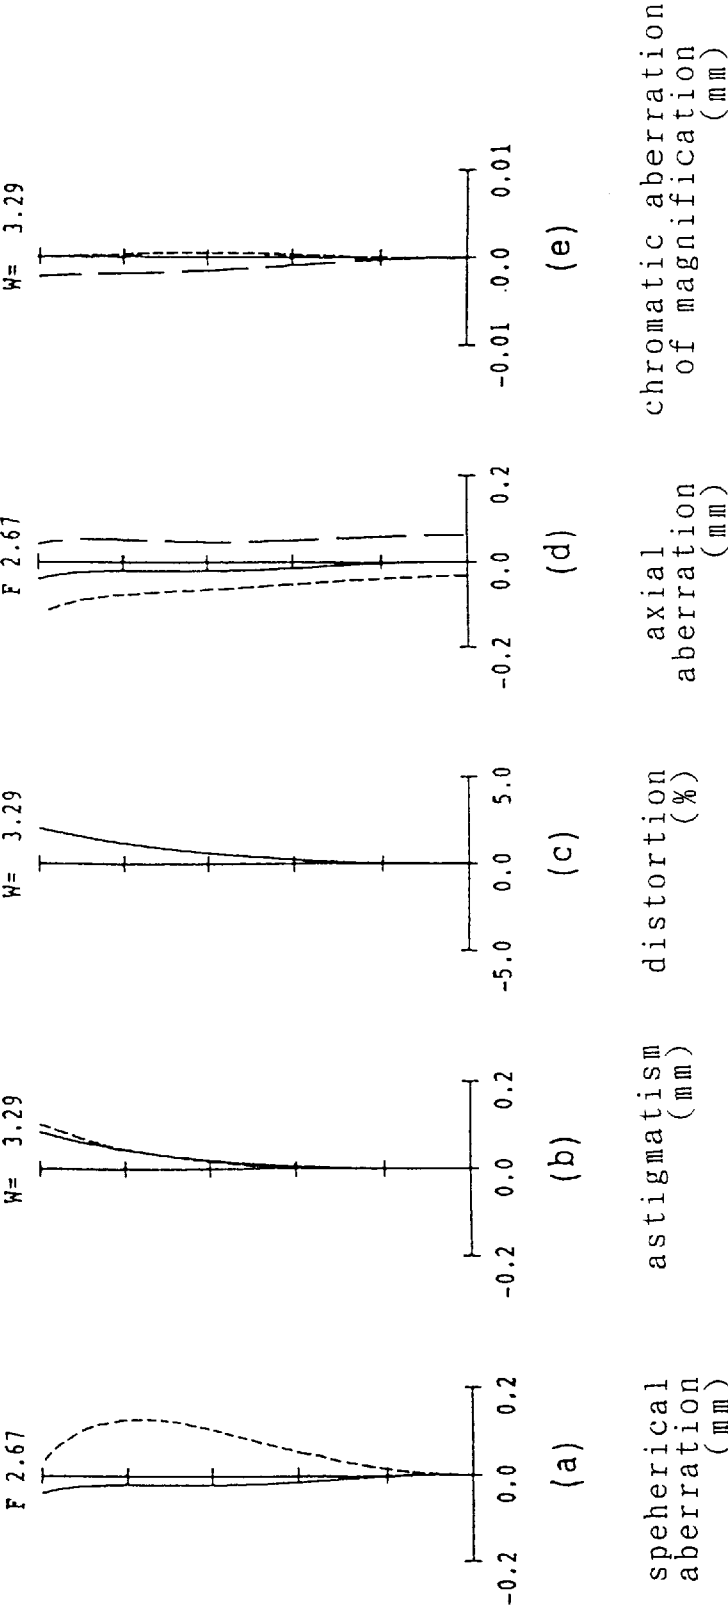 F 2.67
-0.2 0.0 0.2
(a)
speherical
aberration
(mm)
W= 3.29
-0.2 0.0 0.2
(b)
astigmatism
(mm)
W= 3.29
-5.0 0.0 5.0
(c)
distortion
(%)
F 2.67
-0.2 0.0 0.2
(d)
axial
aberration
(mm)
W= 3.29
-0.01 .0.0 0.01
(e)
chromatic aberration
of magnification
(mm)